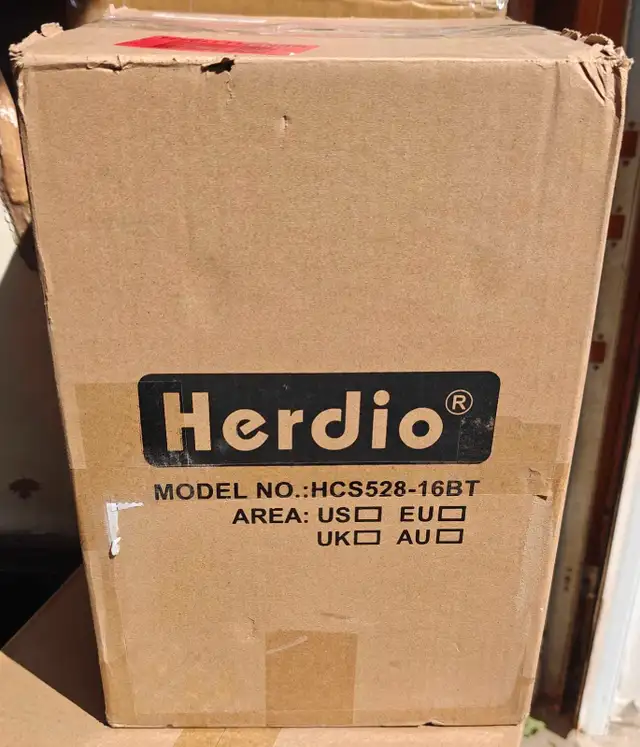 Herdio®
MODEL NO.:HCS528-16BT
AREA: US☐ EU☐
UK☐ AU☐